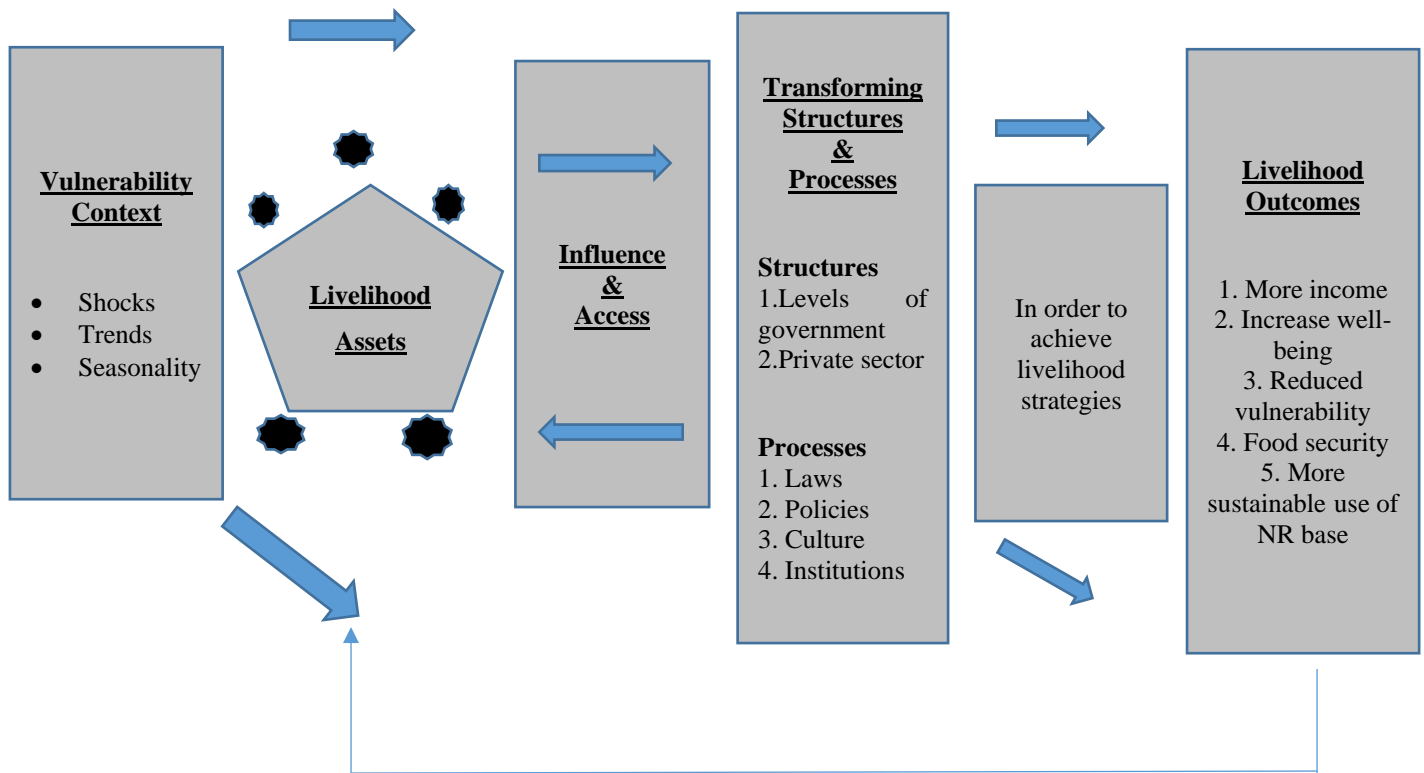 Vulnerability
Context
• Shocks
• Trends
• Seasonality
Livelihood
Assets
Influence
&
Access
Transforming
Structures
&
Processes
Structures
1.Levels of
government
2.Private sector
Processes
1. Laws
2. Policies
3. Culture
4. Institutions
In order to
achieve
livelihood
strategies
Livelihood
Outcomes
1. More income
2. Increase well-
being
3. Reduced
vulnerability
4. Food security
5. More
sustainable use of
NR base